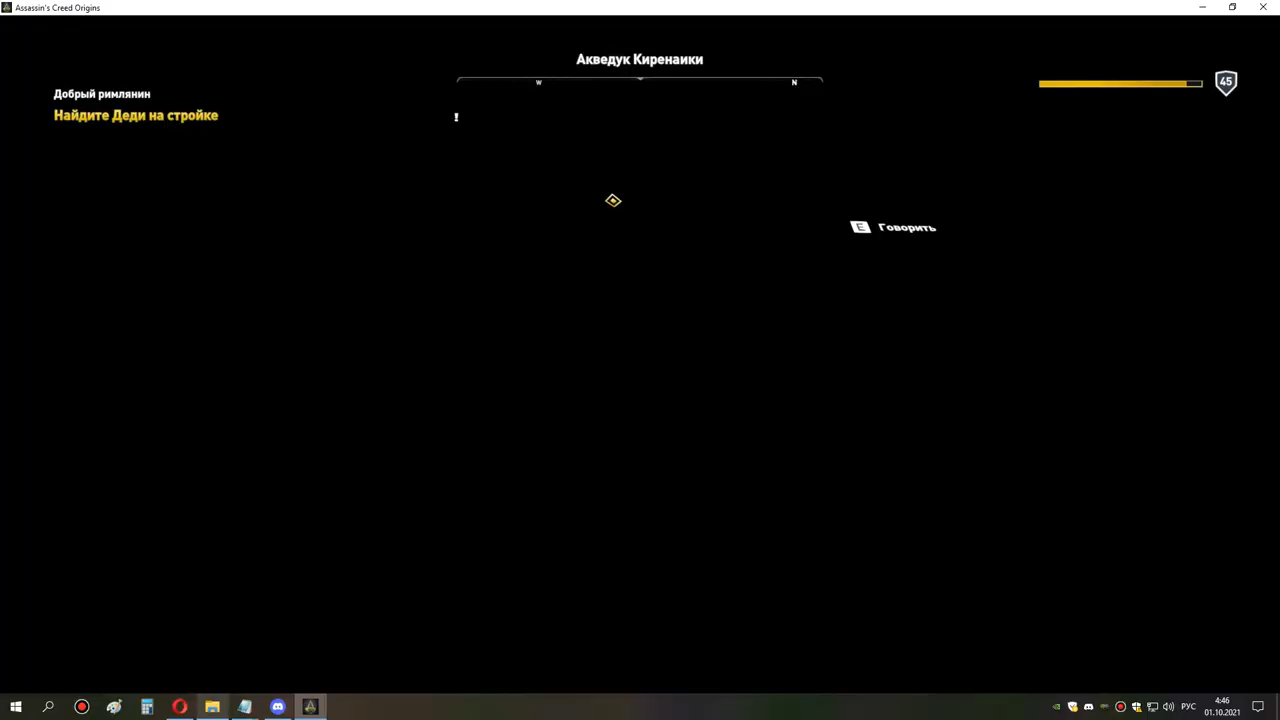 Assassin's Creed Origins
Акведук Киренаики
W
N
45
Добрый римлянин
Найдите Деди на стройке
!
E Говорить
РУС
4:46
01.10.2021